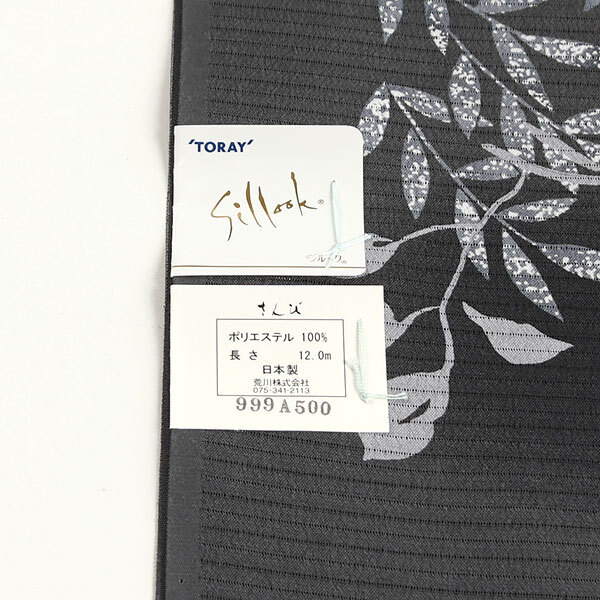 'TORAY'
Sillook®
シルック®
さんび
ポリエステル 100%
長さ 12.0m
日本製
荒川株式会社
075-341-2113
999A500